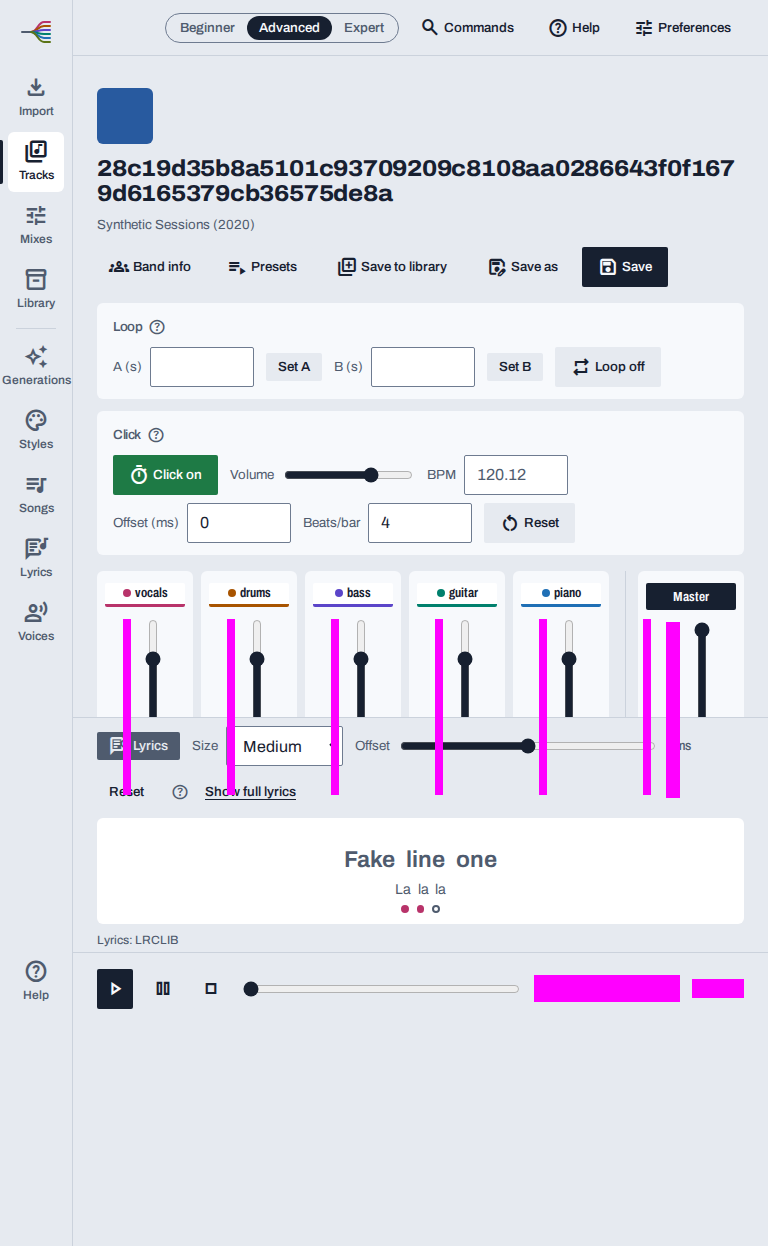 Beginner Advanced Expert Commands Help Preferences
Import
Tracks
Mixes
Library
Generations
Styles
Songs
Lyrics
Voices
Help
28c19d35b8a5101c93709209c8108aa0286643f0f167
9d6165379cb36575de8a
Synthetic Sessions (2020)
Band info Presets Save to library Save as Save
Loop
A (s) Set A B (s) Set B Loop off
Click
Click on Volume BPM 120.12
Offset (ms) 0 Beats/bar 4 Reset
vocals drums bass guitar piano Master
Lyrics Size Medium Offset
Reset Show full lyrics
Fake line one
La la la
Lyrics: LRCLIB